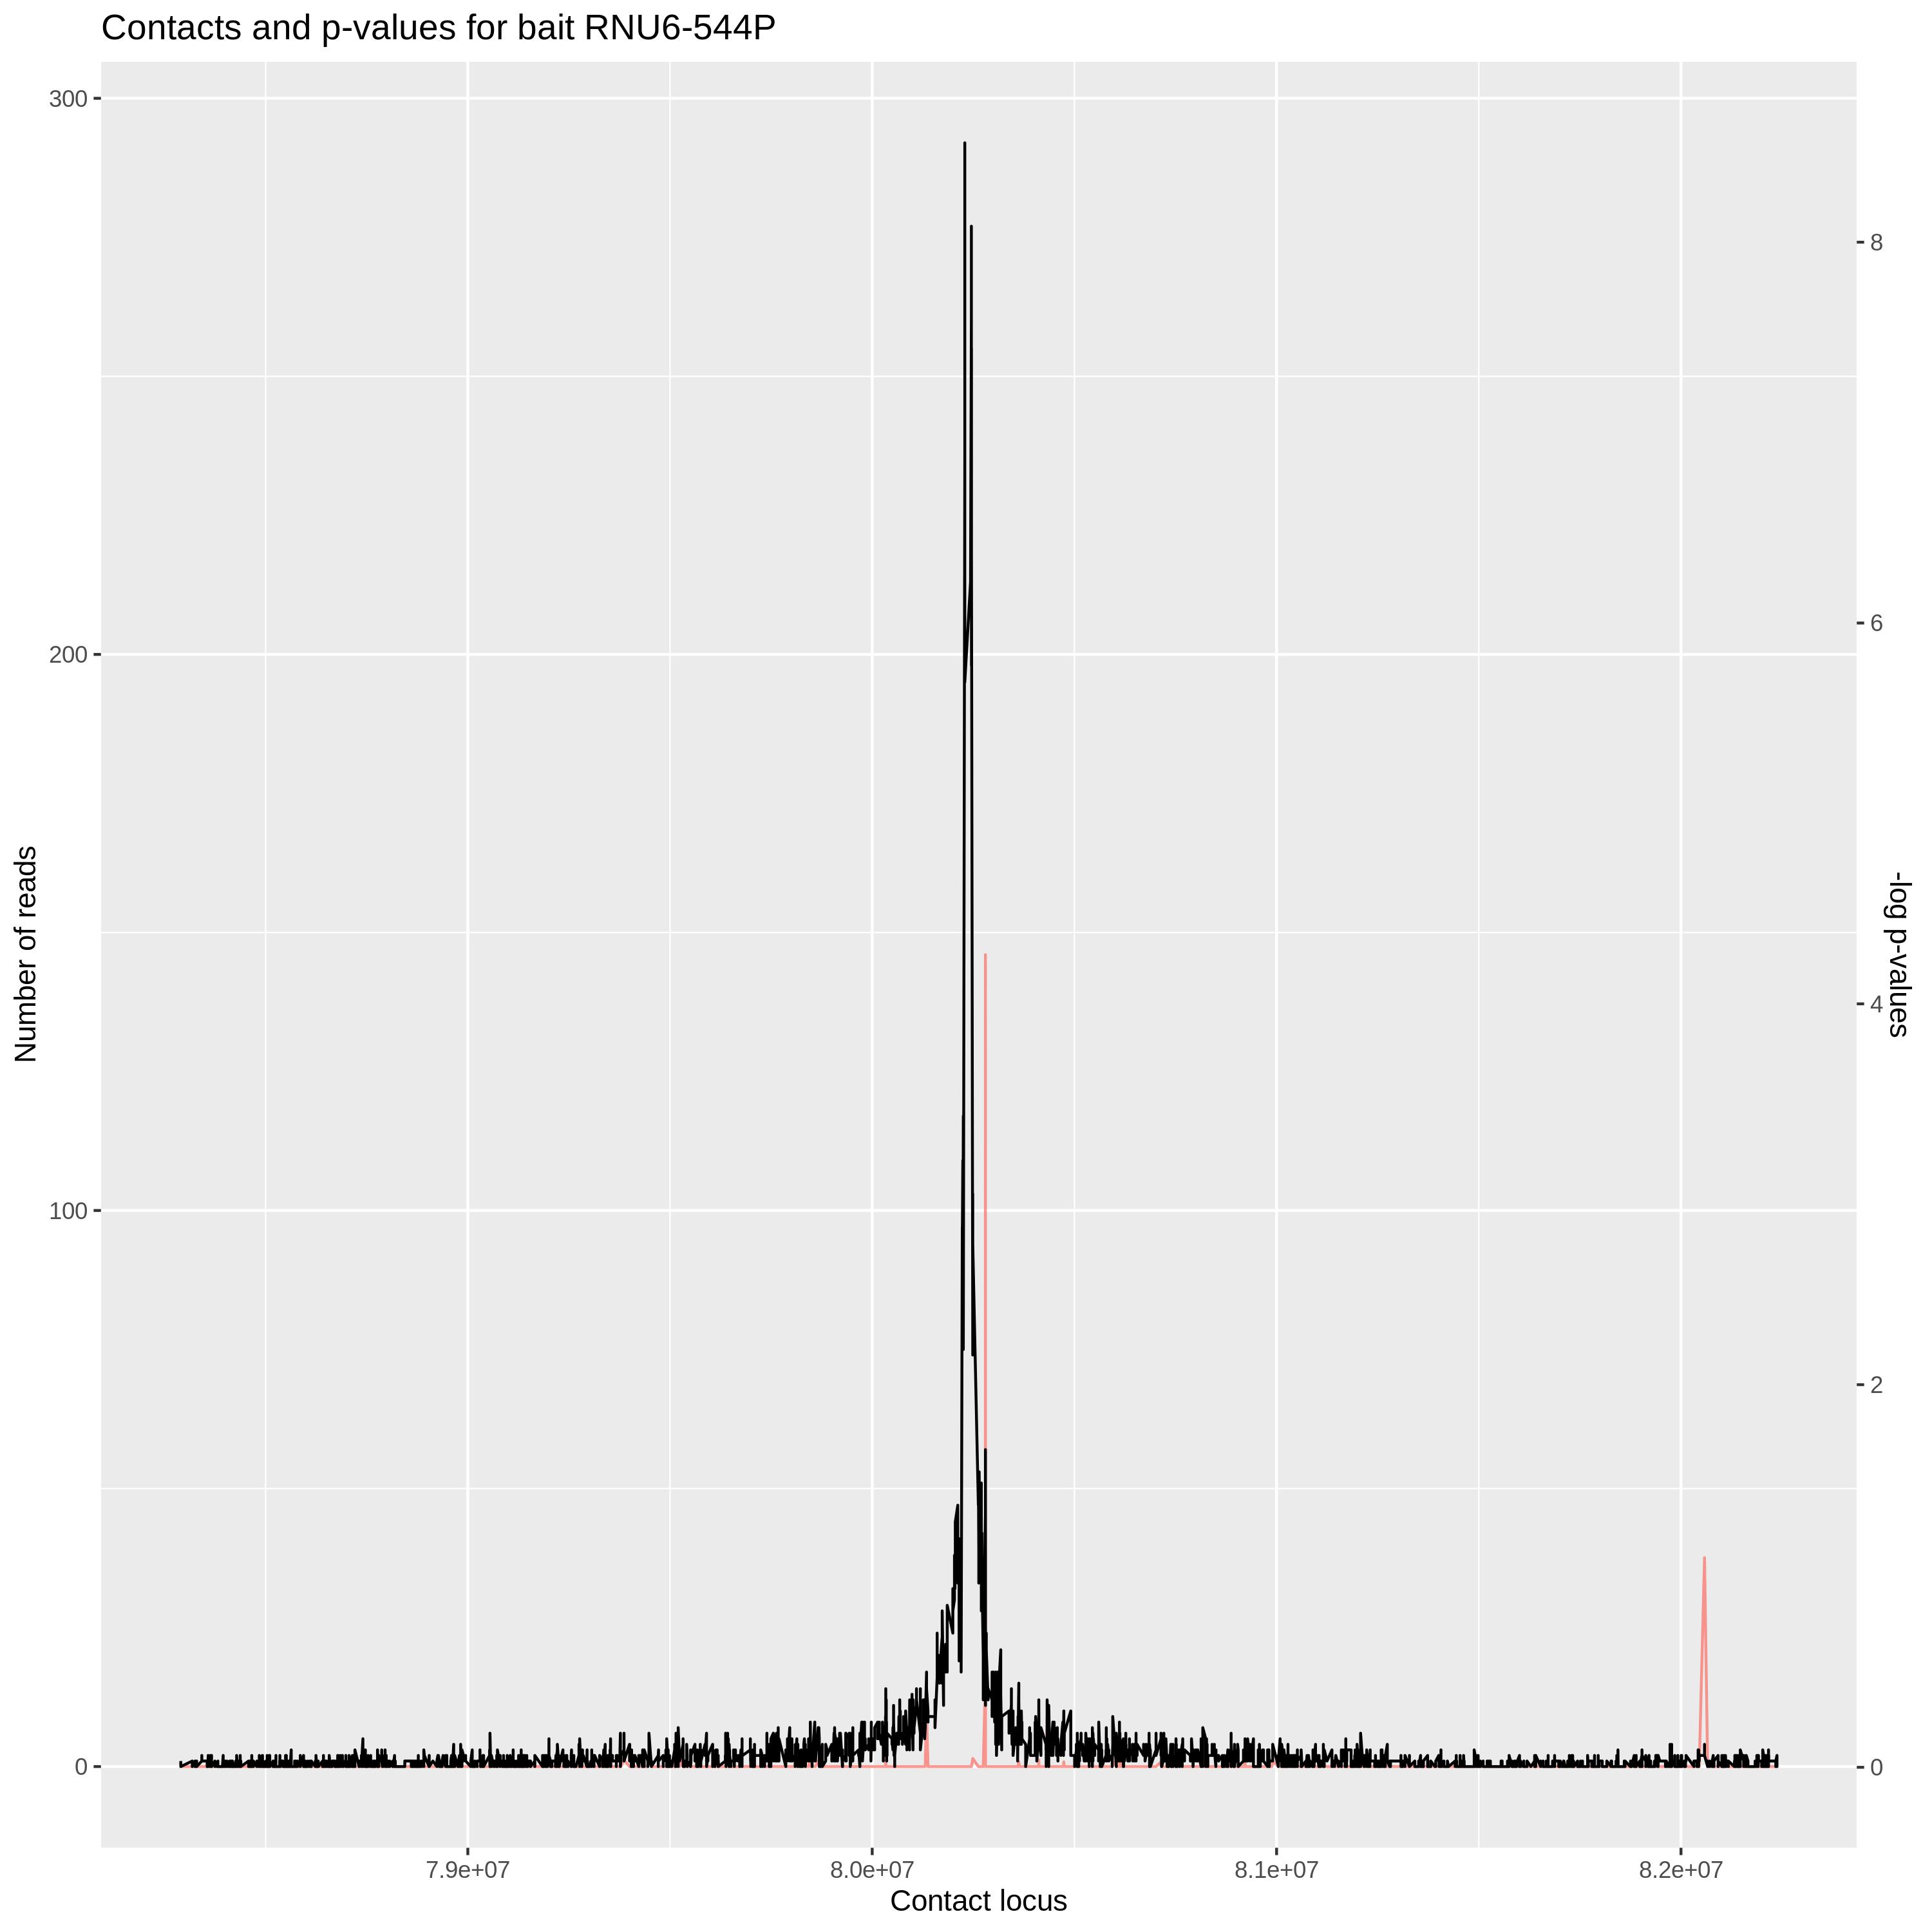 Contacts and p-values for bait RNU6-544P
300
200
100
0
Number of reads
8
6
4
2
0
-log p-values
7.9e+07
8.0e+07
8.1e+07
8.2e+07
Contact locus